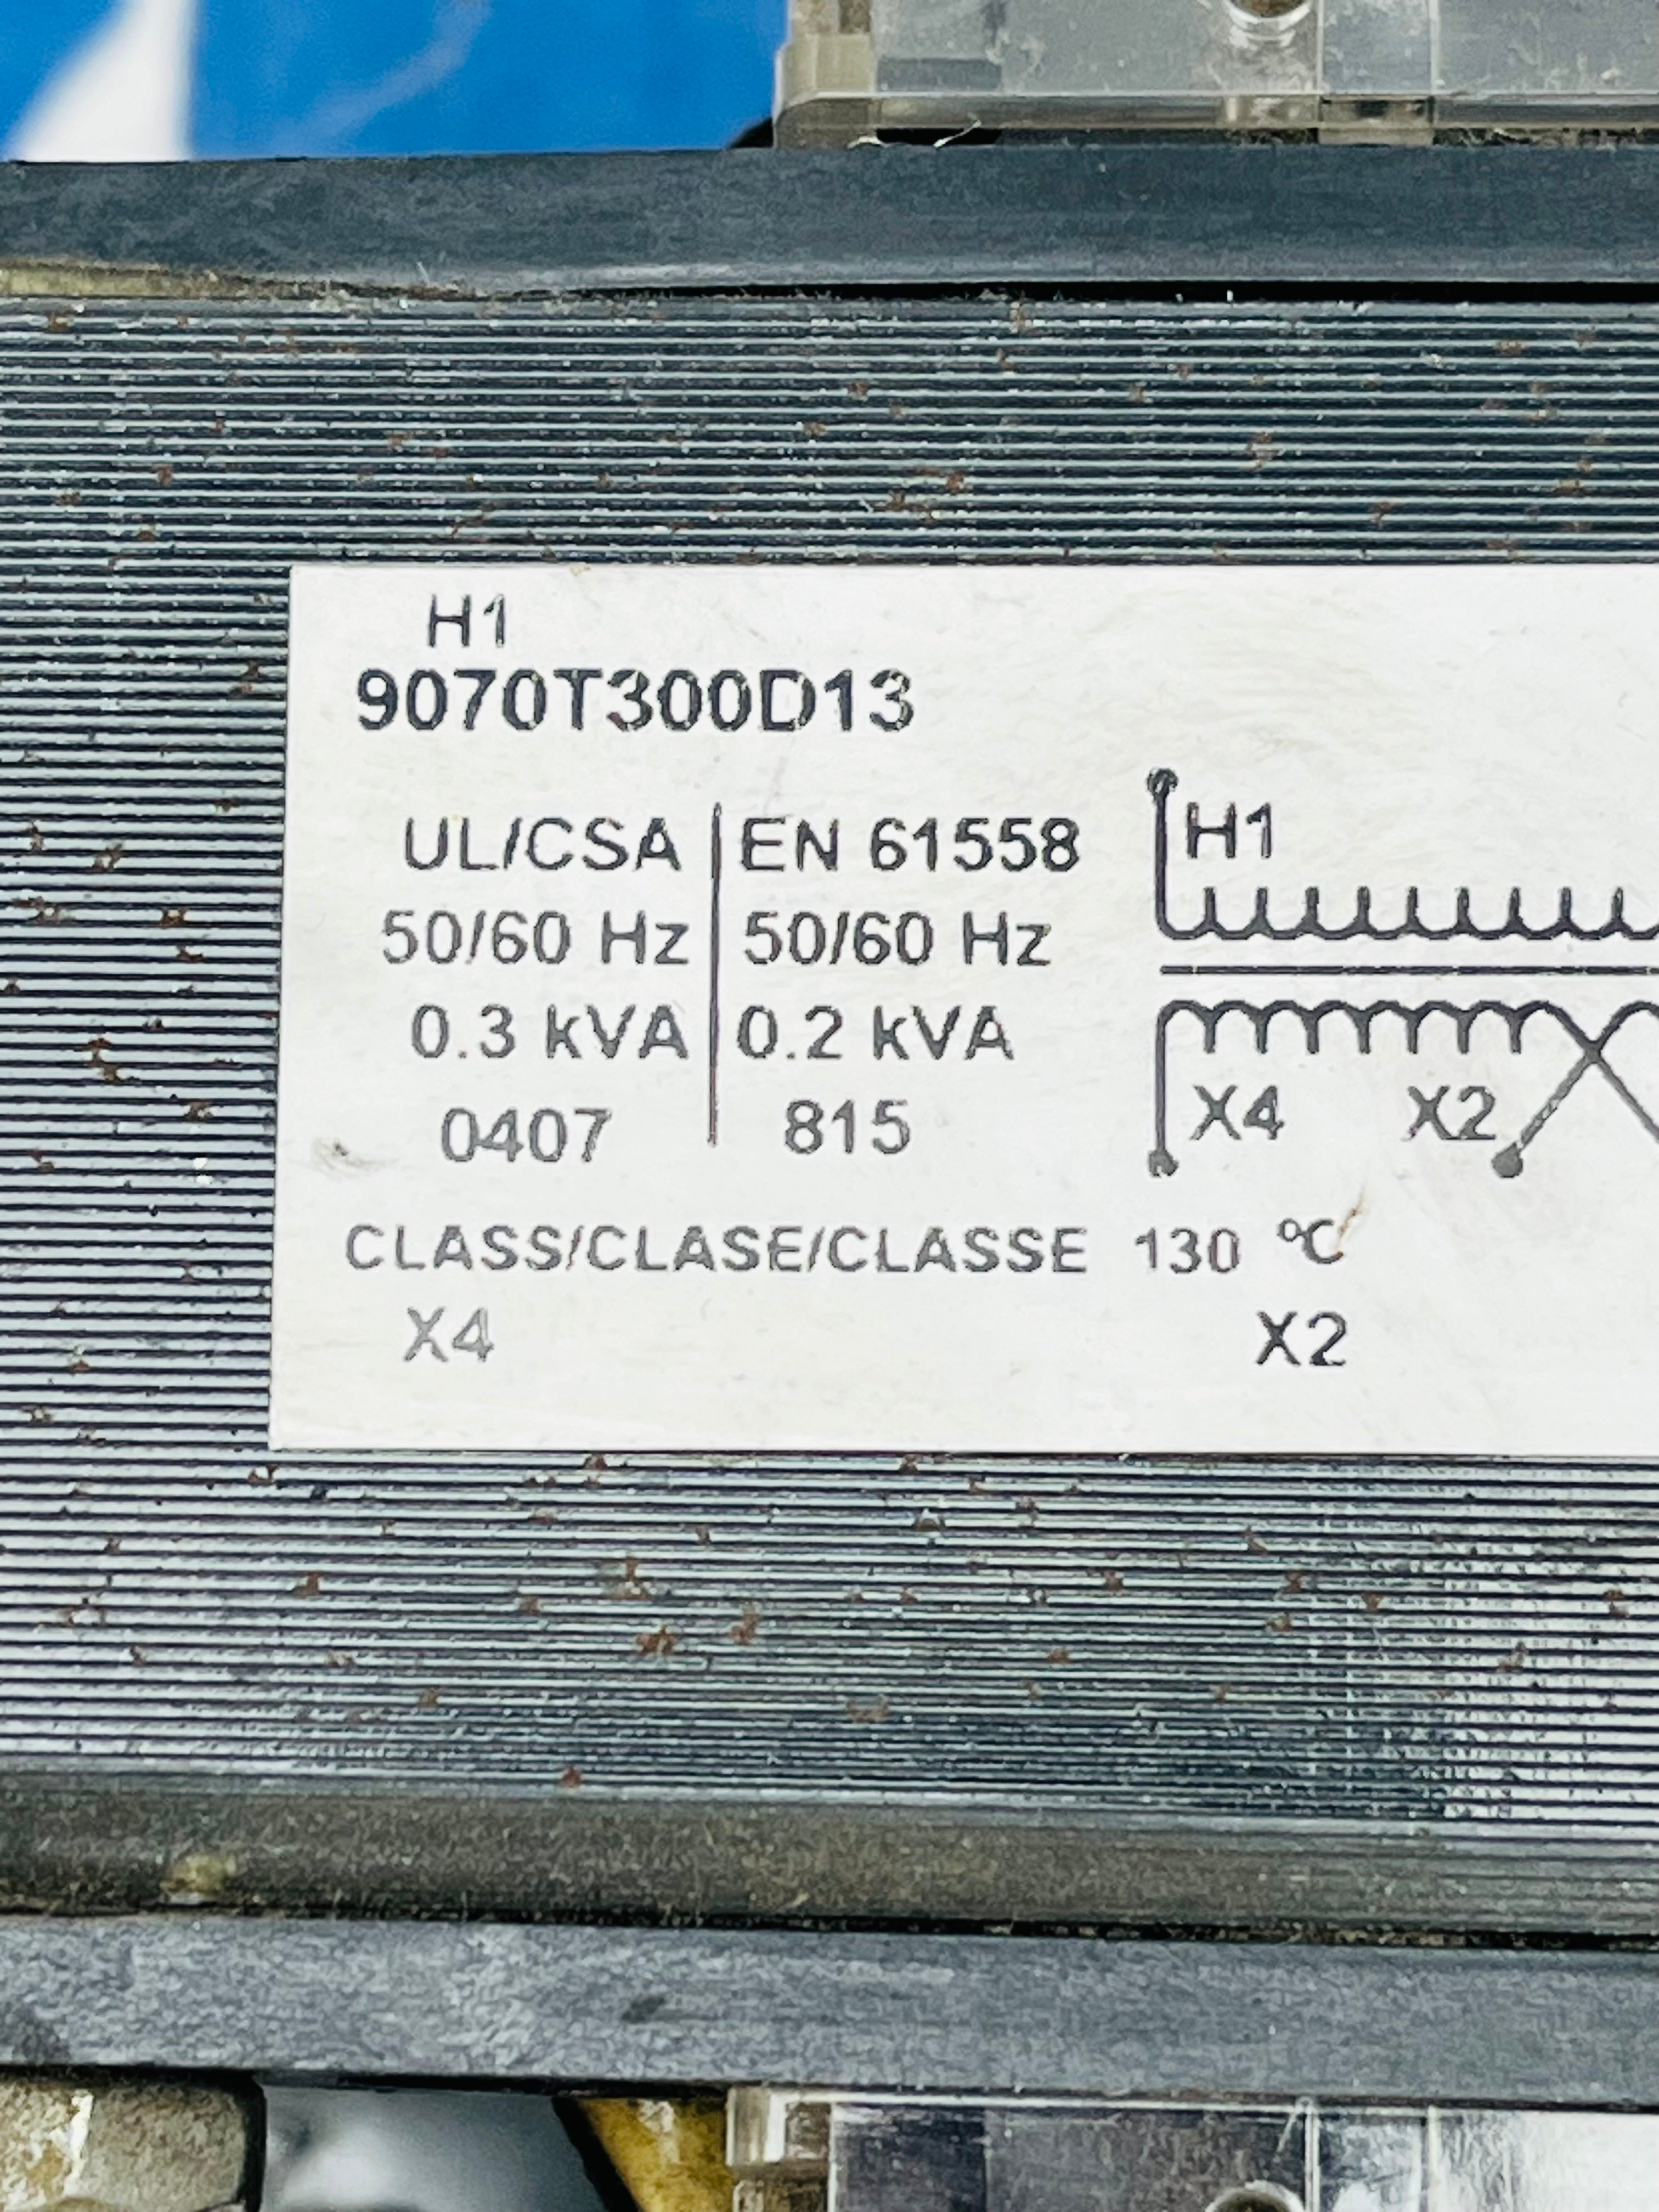 H1
9070T300D13
UL/CSA EN 61558
50/60 Hz 50/60 Hz
0.3 kVA 0.2 kVA
0407 815
H1
X4 X2
CLASS/CLASE/CLASSE 130 °C
X4 X2